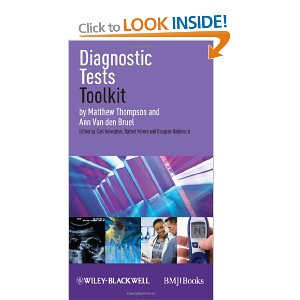 Click to LOOK INSIDE!
Diagnostic
Tests
Toolkit
by Matthew Thompson and
Ann Van den Bruel
Edited by Carl Heneghan, Rafael Perera and Douglas Badenoch
WILEY-BLACKWELL
BMJ|Books